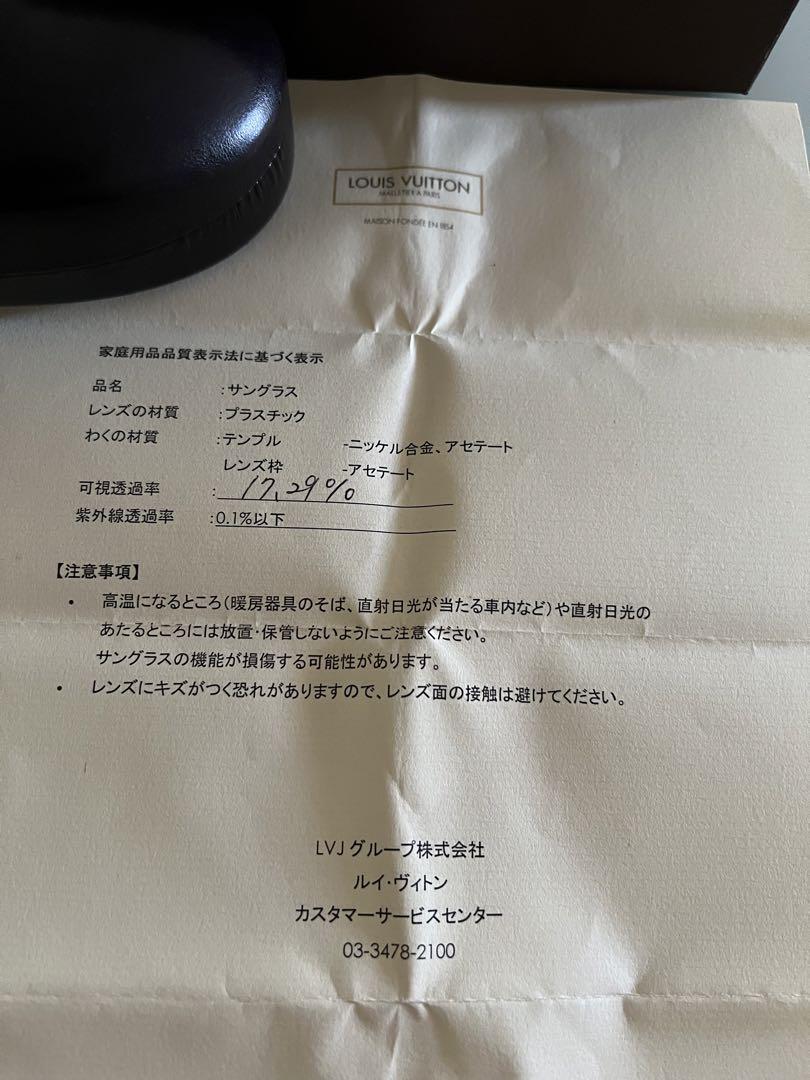 LOUIS VUITTON
MALLETIER A PARIS
MAISON FONDÉE EN 1854
家庭用品品質表示法に基づく表示
品名 :サングラス
レンズの材質 :プラスチック
わくの材質 :テンプル -ニッケル合金、アセテート
レンズ枠 -アセテート
可視透過率 : 17,29%
紫外線透過率 :0.1%以下
【注意事項】
• 高温になるところ(暖房器具のそば、直射日光が当たる車内など)や直射日光の
あたるところには放置・保管しないようにご注意ください。
サングラスの機能が損傷する可能性があります。
• レンズにキズがつく恐れがありますので、レンズ面の接触は避けてください。
LVJ グループ株式会社
ルイ・ヴィトン
カスタマーサービスセンター
03-3478-2100